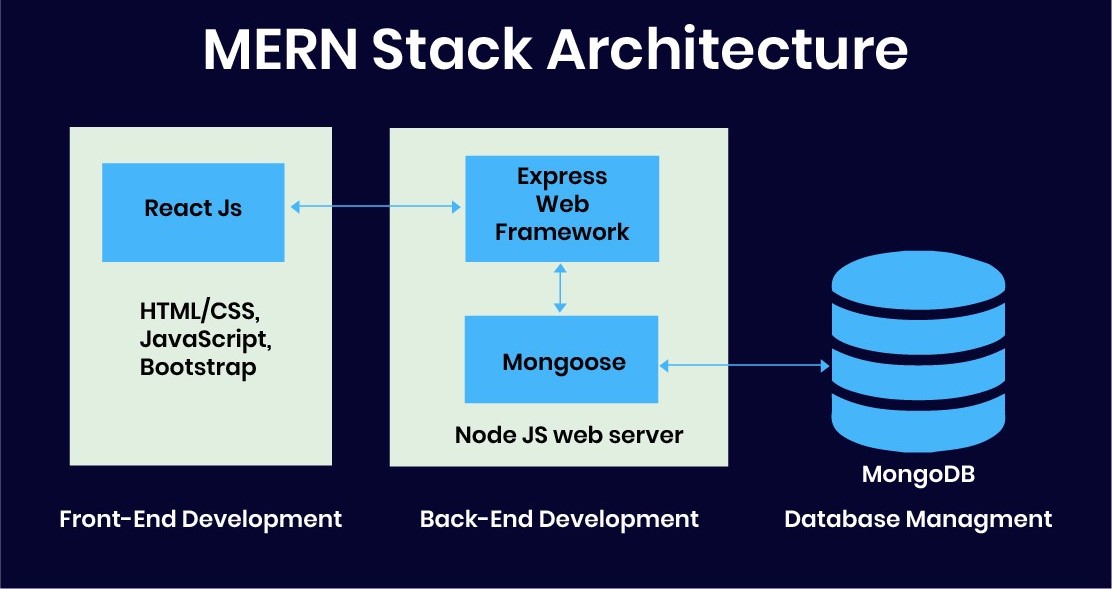 MERN Stack Architecture
React Js
HTML/CSS,
JavaScript,
Bootstrap
Express
Web
Framework
Mongoose
Node JS web server
MongoDB
Front-End Development
Back-End Development
Database Managment